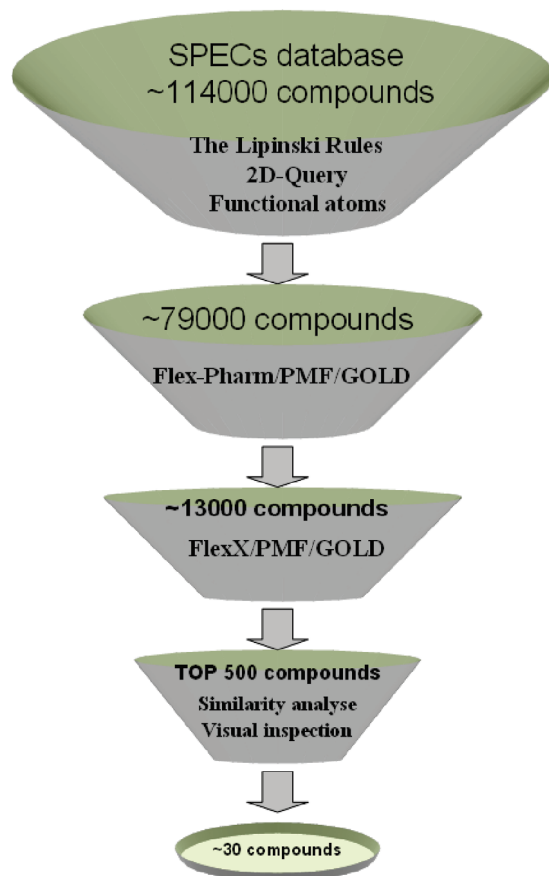 SPECs database
~114000 compounds
The Lipinski Rules
2D-Query
Functional atoms
~79000 compounds
Flex-Pharm/PMF/GOLD
~13000 compounds
FlexX/PMF/GOLD
TOP 500 compounds
Similarity analyse
Visual inspection
~30 compounds